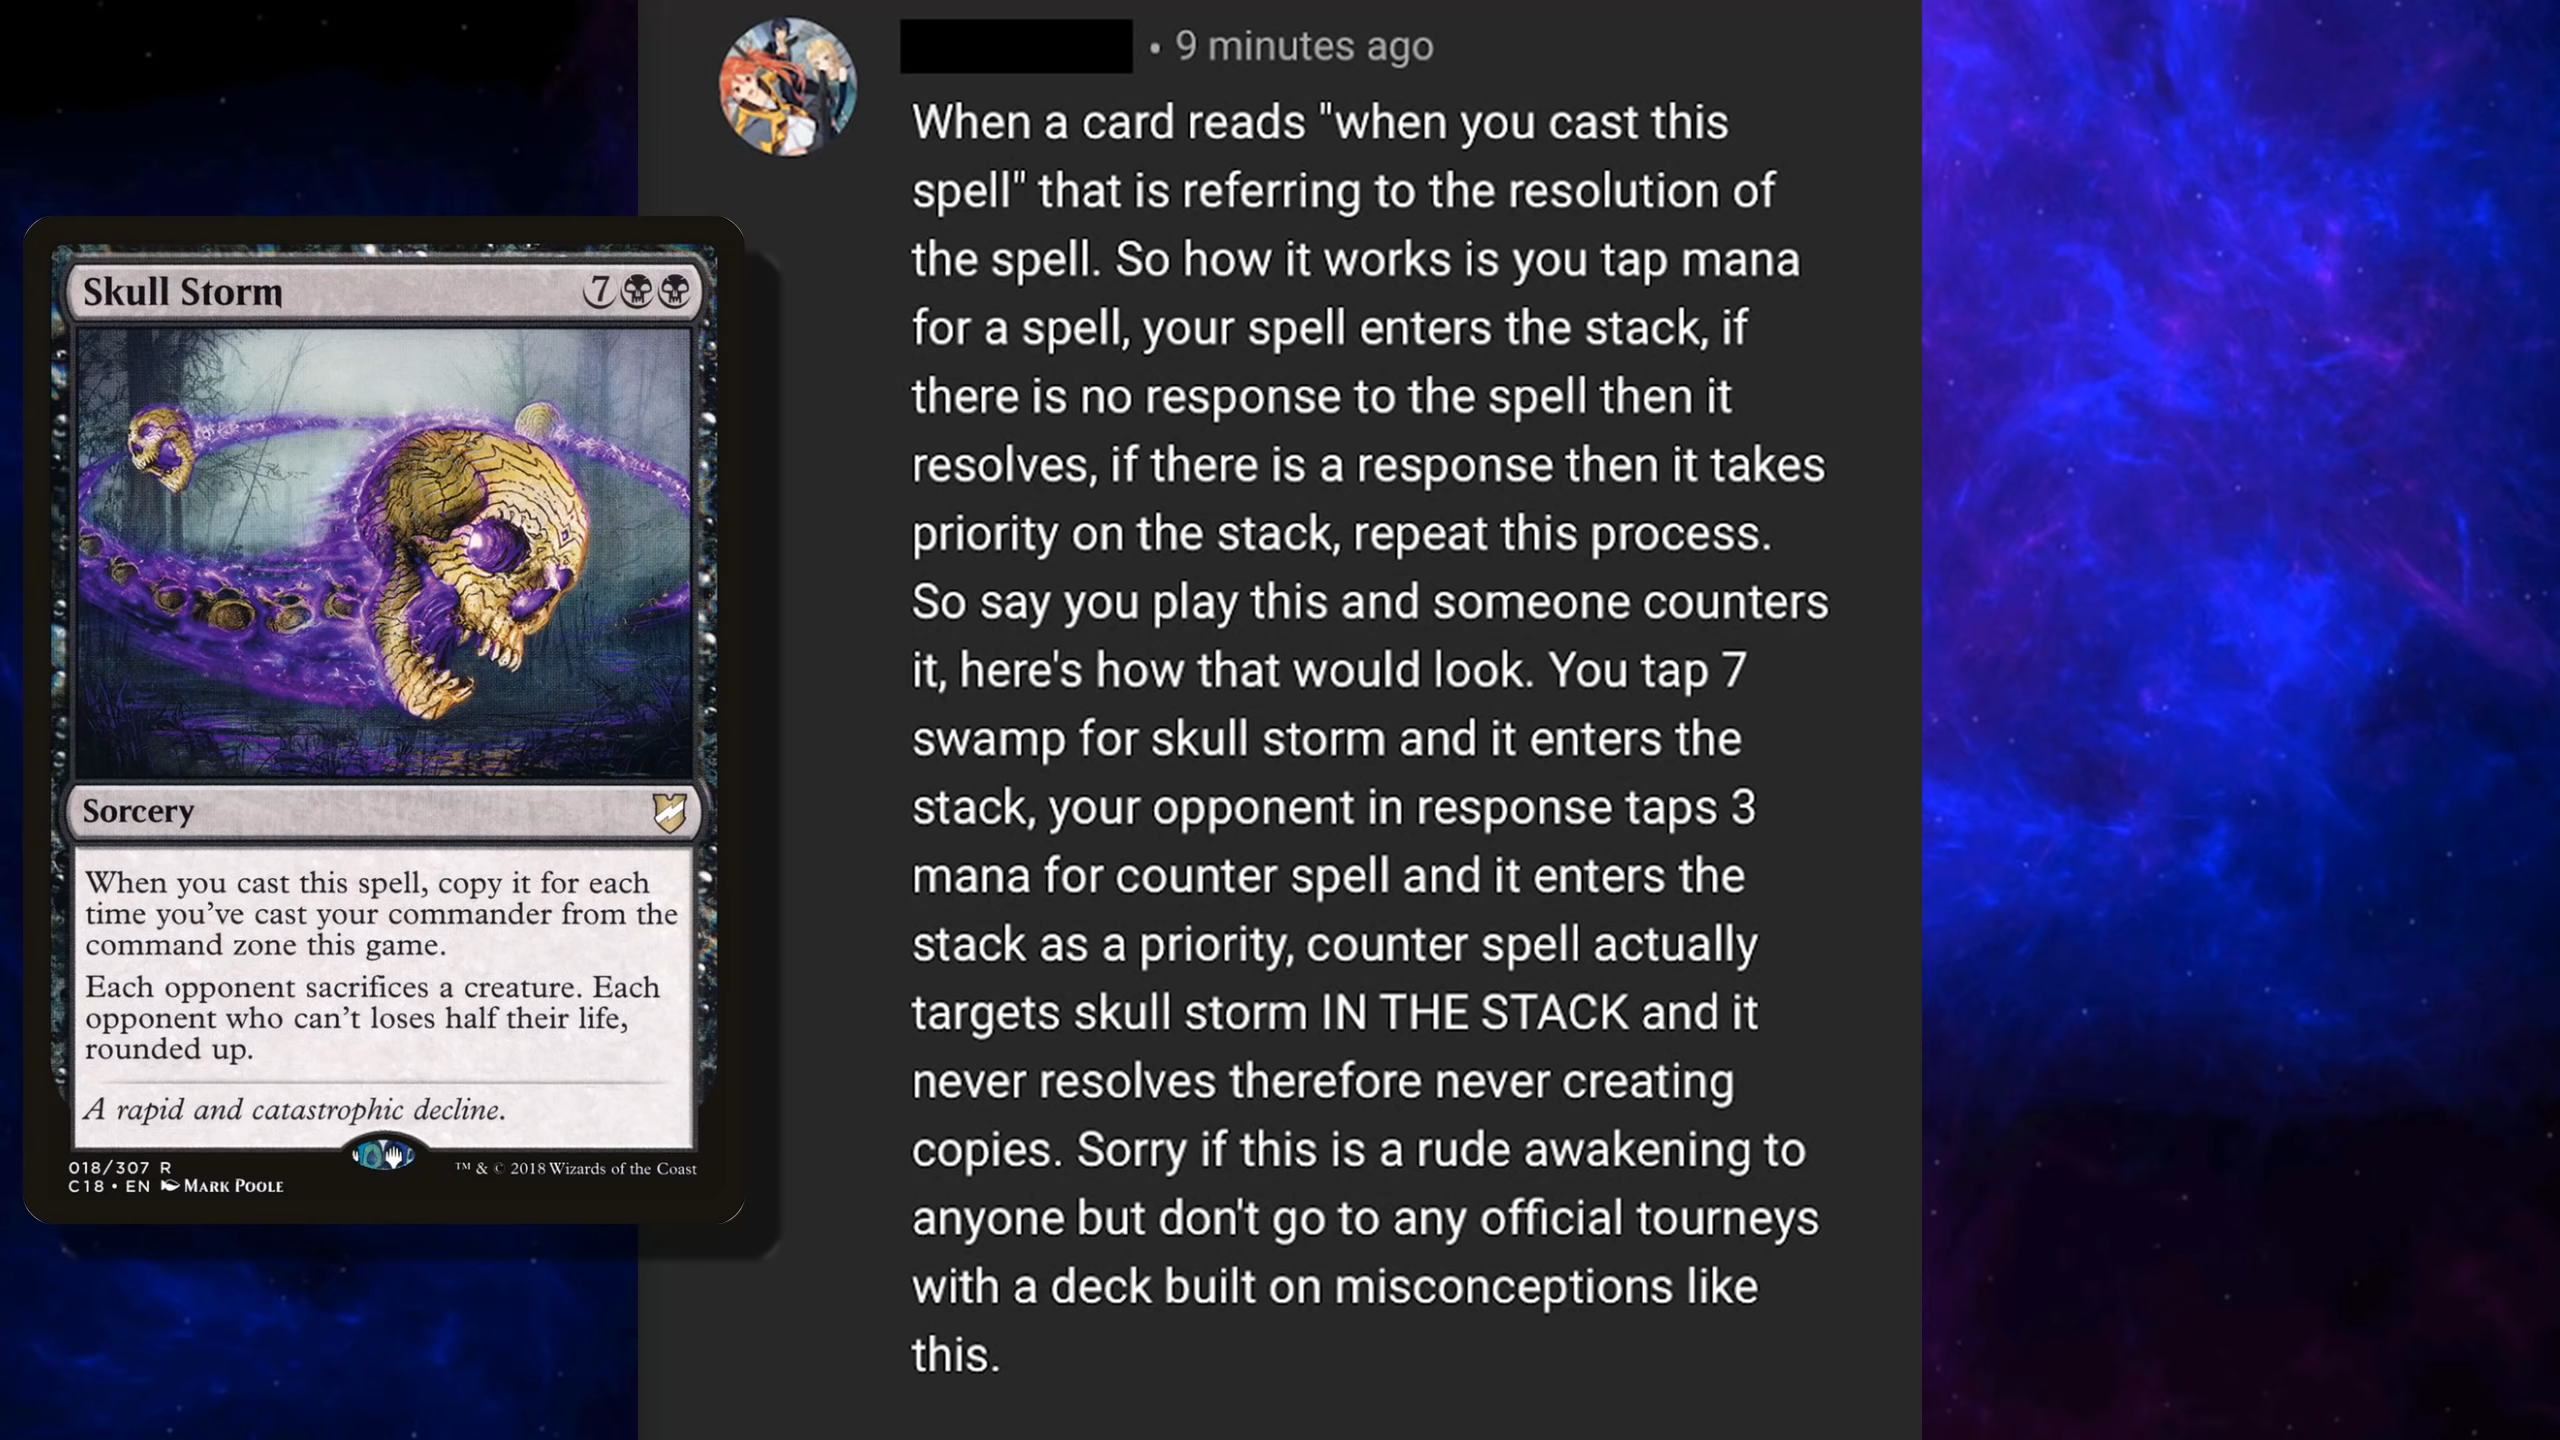 Skull Storm
7
Sorcery
When you cast this spell, copy it for each
time you've cast your commander from the
command zone this game.
Each opponent sacrifices a creature. Each
opponent who can't loses half their life,
rounded up.
A rapid and catastrophic decline.
018/307 R
C18 • EN MARK POOLE
™ & © 2018 Wizards of the Coast
• 9 minutes ago
When a card reads "when you cast this
spell" that is referring to the resolution of
the spell. So how it works is you tap mana
for a spell, your spell enters the stack, if
there is no response to the spell then it
resolves, if there is a response then it takes
priority on the stack, repeat this process.
So say you play this and someone counters
it, here's how that would look. You tap 7
swamp for skull storm and it enters the
stack, your opponent in response taps 3
mana for counter spell and it enters the
stack as a priority, counter spell actually
targets skull storm IN THE STACK and it
never resolves therefore never creating
copies. Sorry if this is a rude awakening to
anyone but don't go to any official tourneys
with a deck built on misconceptions like
this.